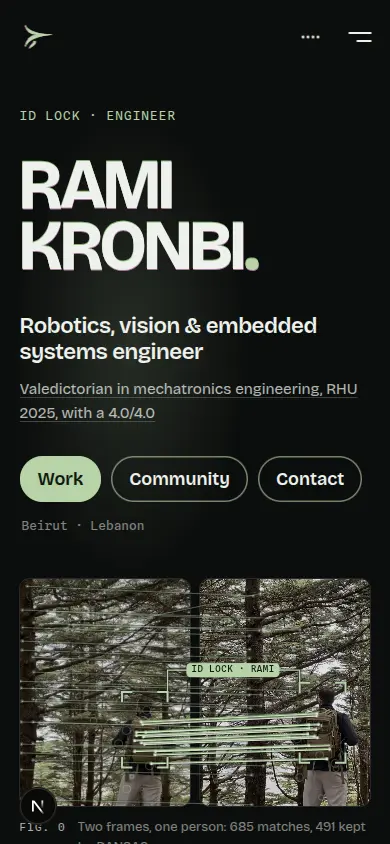 ID LOCK · ENGINEER
RAMI
KRONBI.
Robotics, vision & embedded
systems engineer
Valedictorian in mechatronics engineering, RHU
2025, with a 4.0/4.0
Work Community Contact
Beirut · Lebanon
ID LOCK · RAMI
N
FIG. 0 Two frames, one person: 685 matches, 491 kept
by RANSAC